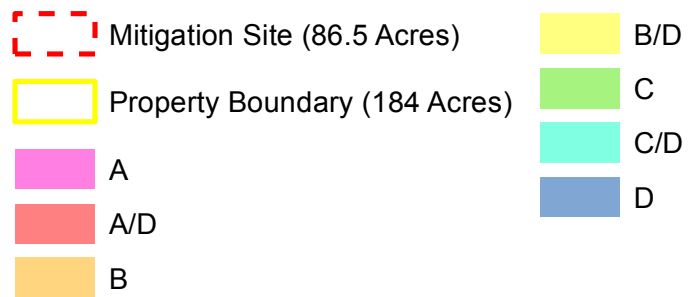 Mitigation Site (86.5 Acres)
Property Boundary (184 Acres)
A
A/D
B
B/D
C
C/D
D